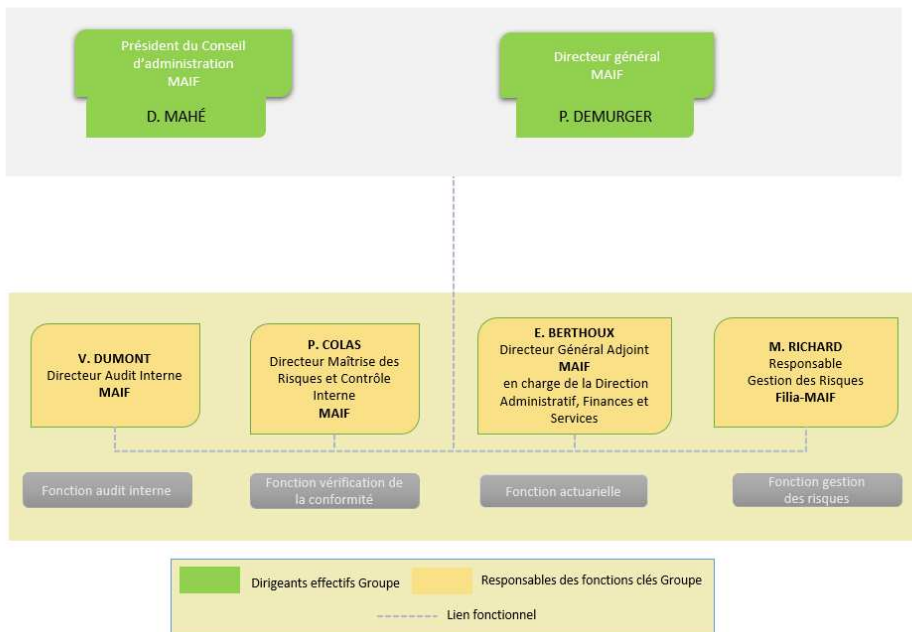 Président du Conseil
d'administration
MAIF
D. MAHÉ
Directeur général
MAIF
P. DEMURGER
V. DUMONT
Directeur Audit Interne
MAIF
P. COLAS
Directeur Maîtrise des
Risques et Contrôle
Interne
MAIF
E. BERTHOUX
Directeur Général Adjoint
MAIF
en charge de la Direction
Administratif, Finances et
Services
M. RICHARD
Responsable
Gestion des Risques
Filia-MAIF
Fonction audit interne
Fonction vérification de
la conformité
Fonction actuarielle
Fonction gestion
des risques
Dirigeants effectifs Groupe
Responsables des fonctions clés Groupe
Lien fonctionnel